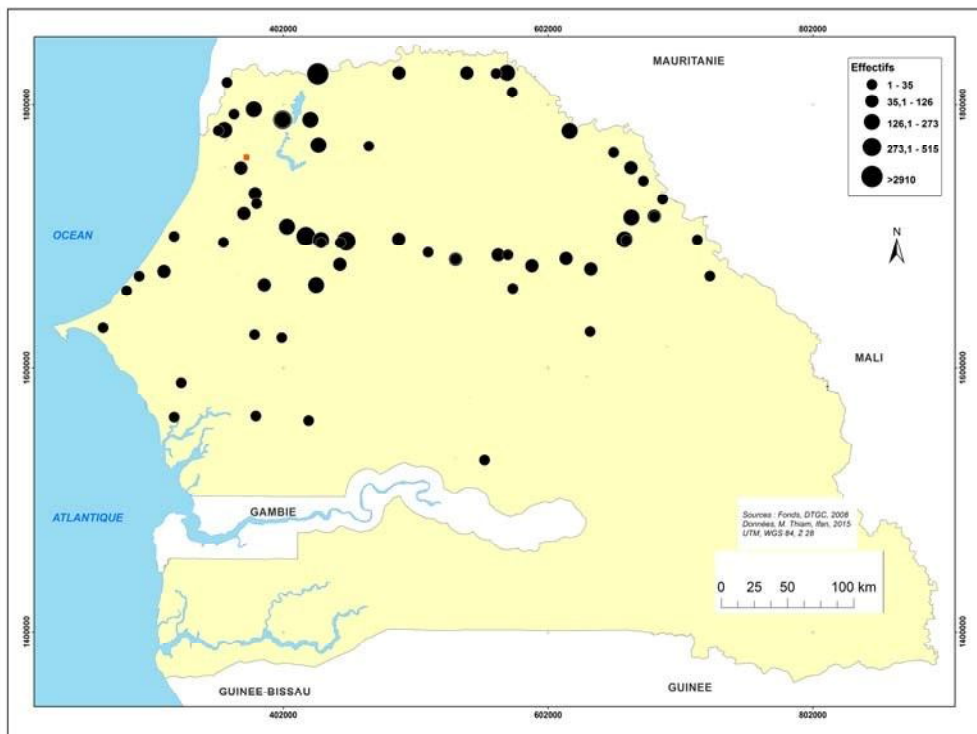 402000 602000 802000
MAURITANIE
Effectifs
1 - 35
35,1 - 126
126,1 - 273
273,1 - 515
>2910
1800000 1800000
OCEAN
N
MALI
1600000 1600000
ATLANTIQUE
GAMBIE
Sources : Fonds, DTGC, 2006
Données, M. Thiam, Ifan, 2015
UTM, WGS 84, Z 28
0 25 50 100 km
1400000 1400000
GUINEE-BISSAU
GUINEE
402000 602000 802000